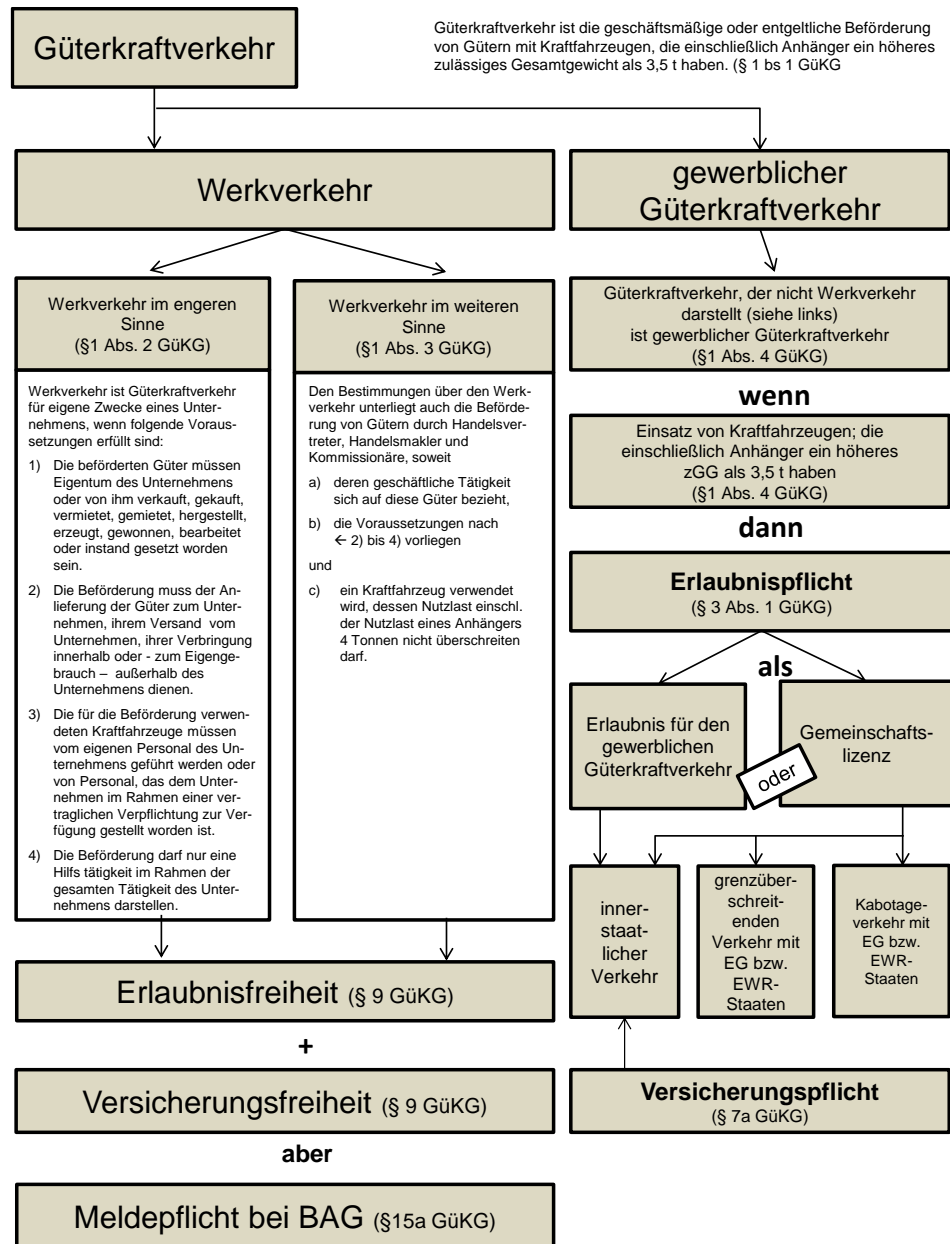 Güterkraftverkehr
Güterkraftverkehr ist die geschäftsmäßige oder entgeltliche Beförderung
von Gütern mit Kraftfahrzeugen, die einschließlich Anhänger ein höheres
zulässiges Gesamtgewicht als 3,5 t haben. (§ 1 bs 1 GüKG
Werkverkehr
gewerblicher
Güterkraftverkehr
Werkverkehr im engeren
Sinne
(§1 Abs. 2 GüKG)
Werkverkehr ist Güterkraftverkehr
für eigene Zwecke eines Unter-
nehmens, wenn folgende Voraus-
setzungen erfüllt sind:
1) Die beförderten Güter müssen
Eigentum des Unternehmens
oder von ihm verkauft, gekauft,
vermietet, gemietet, hergestellt,
erzeugt, gewonnen, bearbeitet
oder instand gesetzt worden
sein.
2) Die Beförderung muss der An-
lieferung der Güter zum Unter-
nehmen, ihrem Versand vom
Unternehmen, ihrer Verbringung
innerhalb oder - zum Eigenge-
brauch – außerhalb des
Unternehmens dienen.
3) Die für die Beförderung verwen-
deten Kraftfahrzeuge müssen
vom eigenen Personal des Un-
ternehmens geführt werden oder
von Personal, das dem Unter-
nehmen im Rahmen einer ver-
traglichen Verpflichtung zur Ver-
fügung gestellt worden ist.
4) Die Beförderung darf nur eine
Hilfs tätigkeit im Rahmen der
gesamten Tätigkeit des Unter-
nehmens darstellen.
Werkverkehr im weiteren
Sinne
(§1 Abs. 3 GüKG)
Den Bestimmungen über den Werk-
verkehr unterliegt auch die Beförde-
rung von Gütern durch Handelsver-
treter, Handelsmakler und
Kommissionäre, soweit
a) deren geschäftliche Tätigkeit
sich auf diese Güter bezieht,
b) die Voraussetzungen nach
← 2) bis 4) vorliegen
und
c) ein Kraftfahrzeug verwendet
wird, dessen Nutzlast einschl.
der Nutzlast eines Anhängers
4 Tonnen nicht überschreiten
darf.
Erlaubnisfreiheit (§ 9 GüKG)
+
Versicherungsfreiheit (§ 9 GüKG)
aber
Meldepflicht bei BAG (§15a GüKG)
Güterkraftverkehr, der nicht Werkverkehr
darstellt (siehe links)
ist gewerblicher Güterkraftverkehr
(§1 Abs. 4 GüKG)
wenn
Einsatz von Kraftfahrzeugen; die
einschließlich Anhänger ein höheres
zGG als 3,5 t haben
(§1 Abs. 4 GüKG)
dann
Erlaubnispflicht
(§ 3 Abs. 1 GüKG)
als
Erlaubnis für den
gewerblichen
Güterkraftverkehr
oder
Gemeinschafts-
lizenz
inner-
staat-
licher
Verkehr
grenzüber-
schreit-
enden
Verkehr mit
EG bzw.
EWR-
Staaten
Kabotage-
verkehr mit
EG bzw.
EWR-
Staaten
Versicherungspflicht
(§ 7a GüKG)